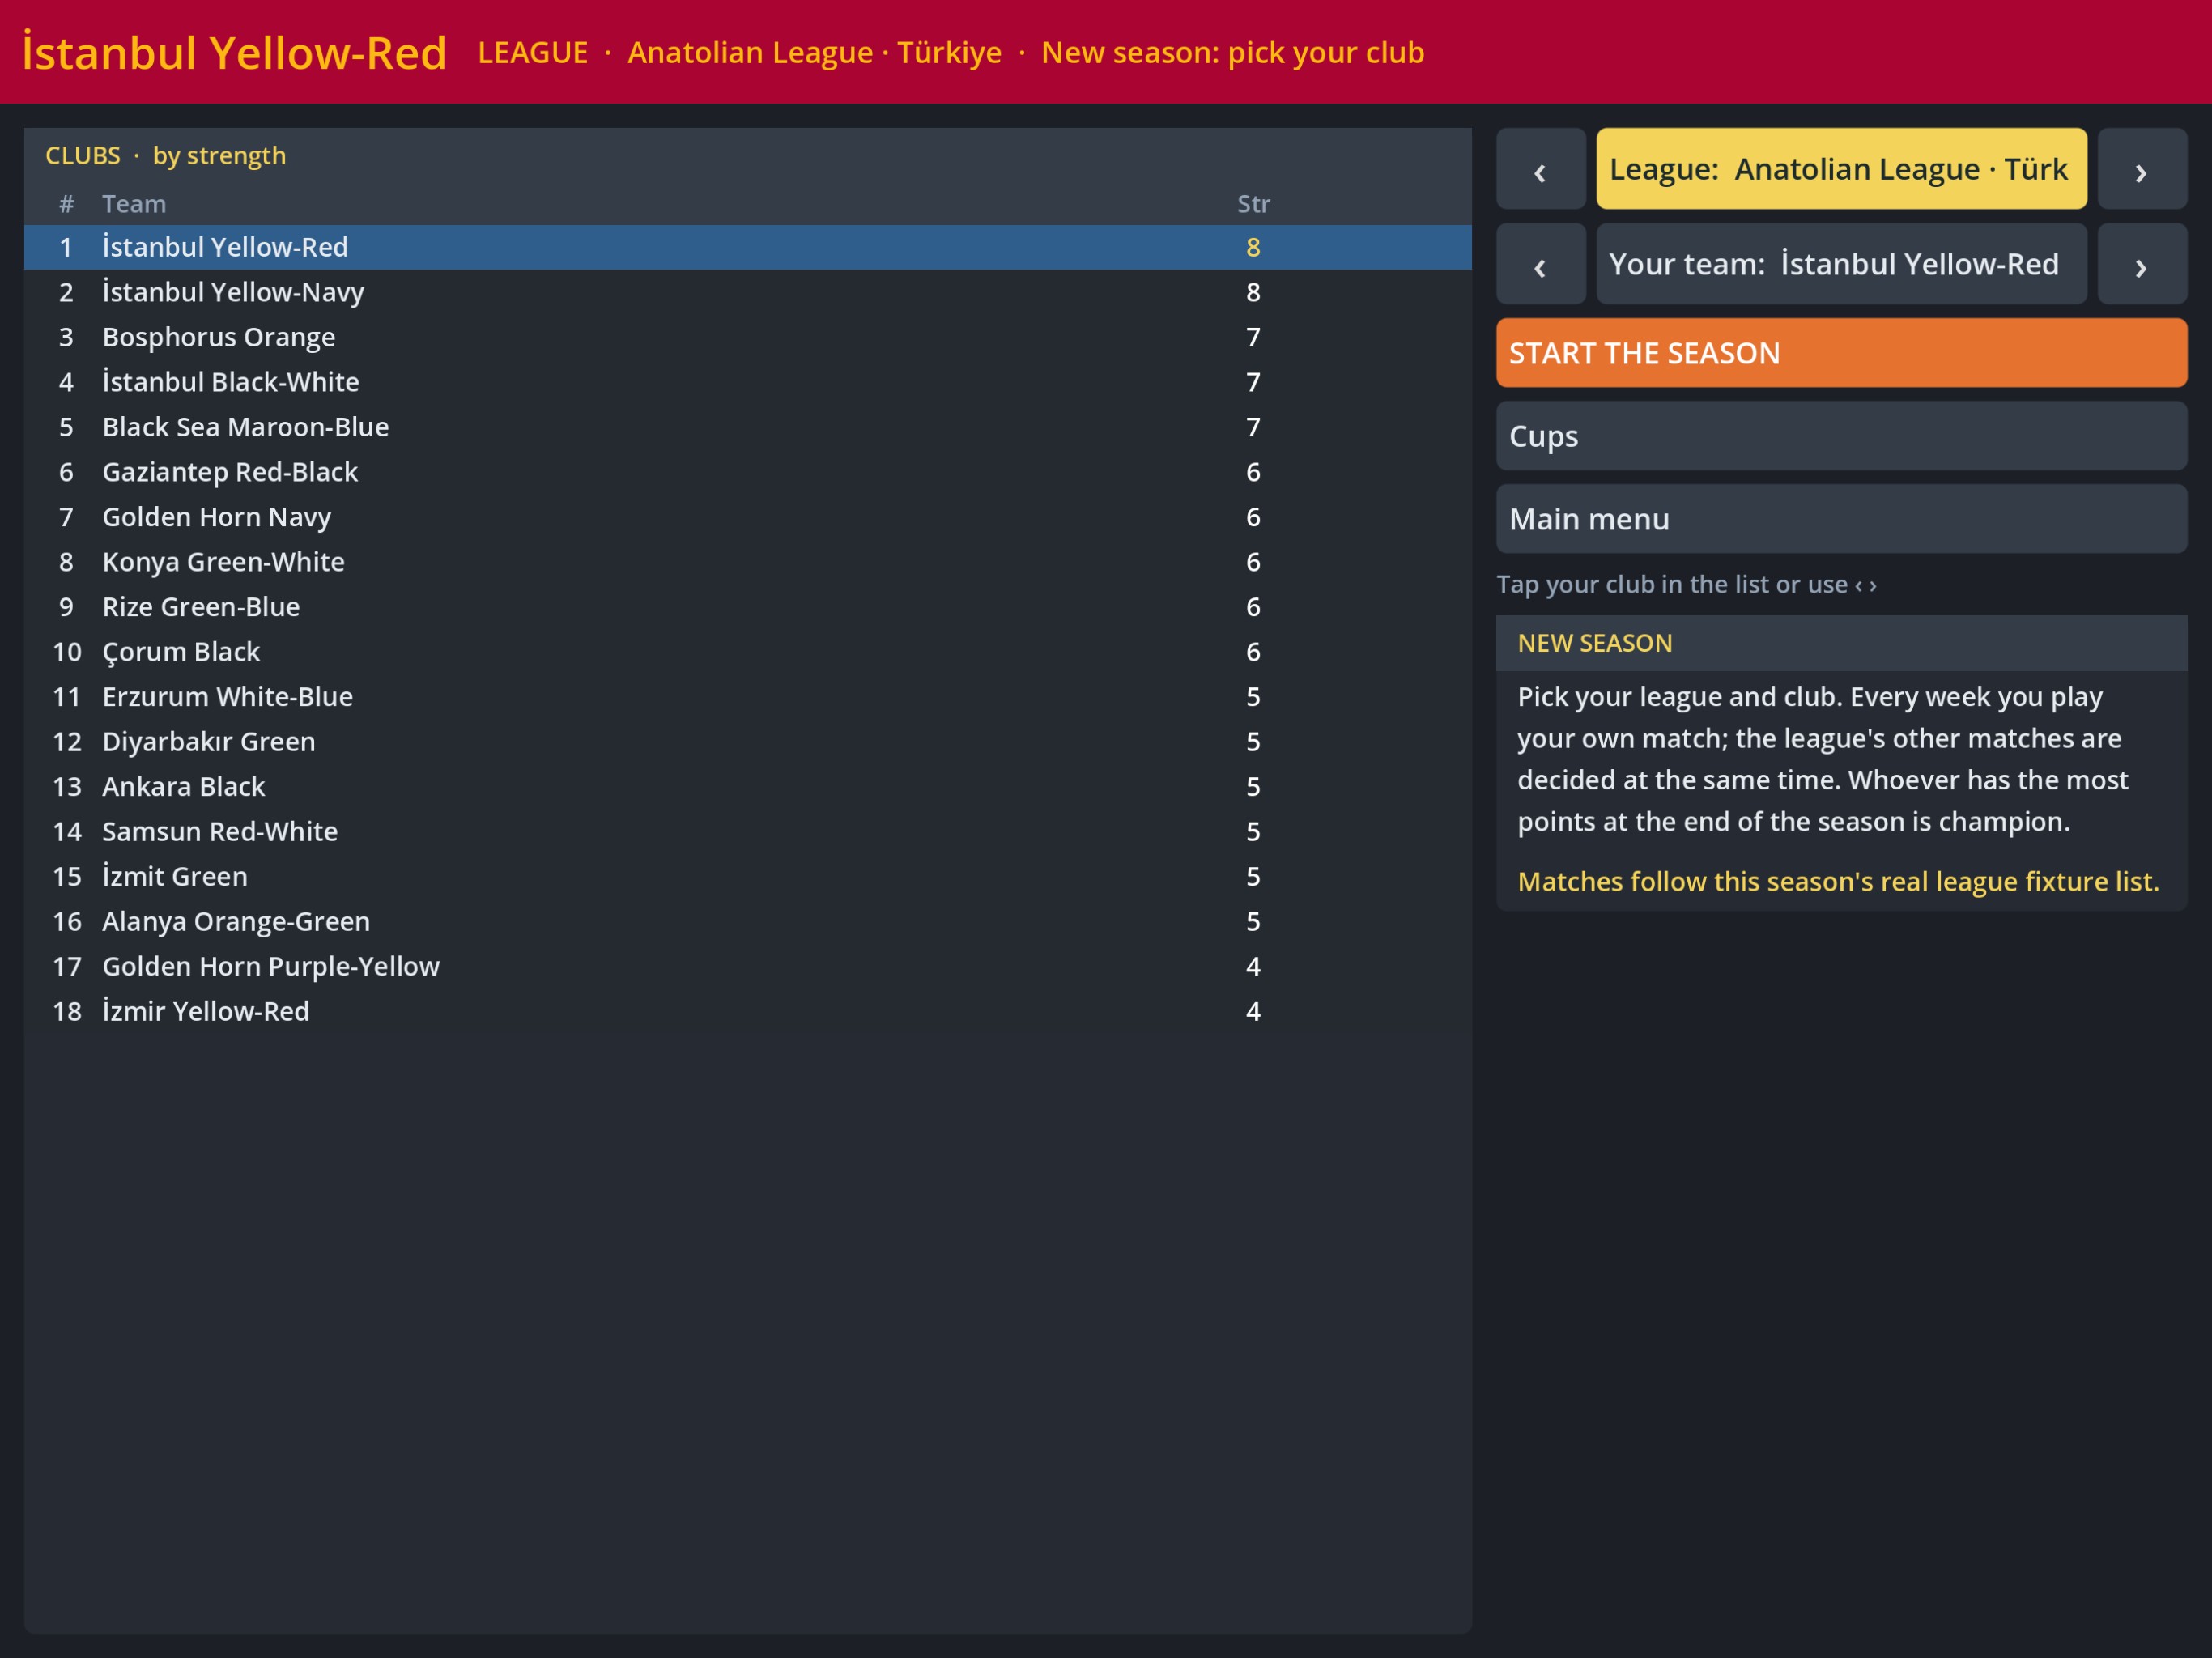 İstanbul Yellow-Red LEAGUE · Anatolian League · Türkiye · New season: pick your club
CLUBS · by strength
# Team Str
1 İstanbul Yellow-Red 8
2 İstanbul Yellow-Navy 8
3 Bosphorus Orange 7
4 İstanbul Black-White 7
5 Black Sea Maroon-Blue 7
6 Gaziantep Red-Black 6
7 Golden Horn Navy 6
8 Konya Green-White 6
9 Rize Green-Blue 6
10 Çorum Black 6
11 Erzurum White-Blue 5
12 Diyarbakır Green 5
13 Ankara Black 5
14 Samsun Red-White 5
15 İzmit Green 5
16 Alanya Orange-Green 5
17 Golden Horn Purple-Yellow 4
18 İzmir Yellow-Red 4
‹ League: Anatolian League · Türk ›
‹ Your team: İstanbul Yellow-Red ›
START THE SEASON
Cups
Main menu
Tap your club in the list or use ‹ ›
NEW SEASON
Pick your league and club. Every week you play
your own match; the league's other matches are
decided at the same time. Whoever has the most
points at the end of the season is champion.
Matches follow this season's real league fixture list.